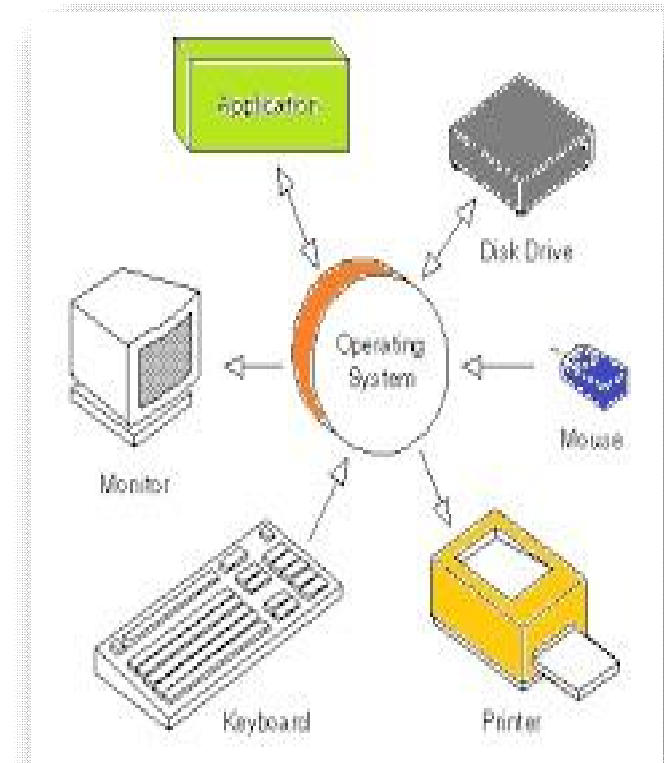 Application
Disk Drive
Operating
System
Mouse
Monitor
Keyboard
Printer